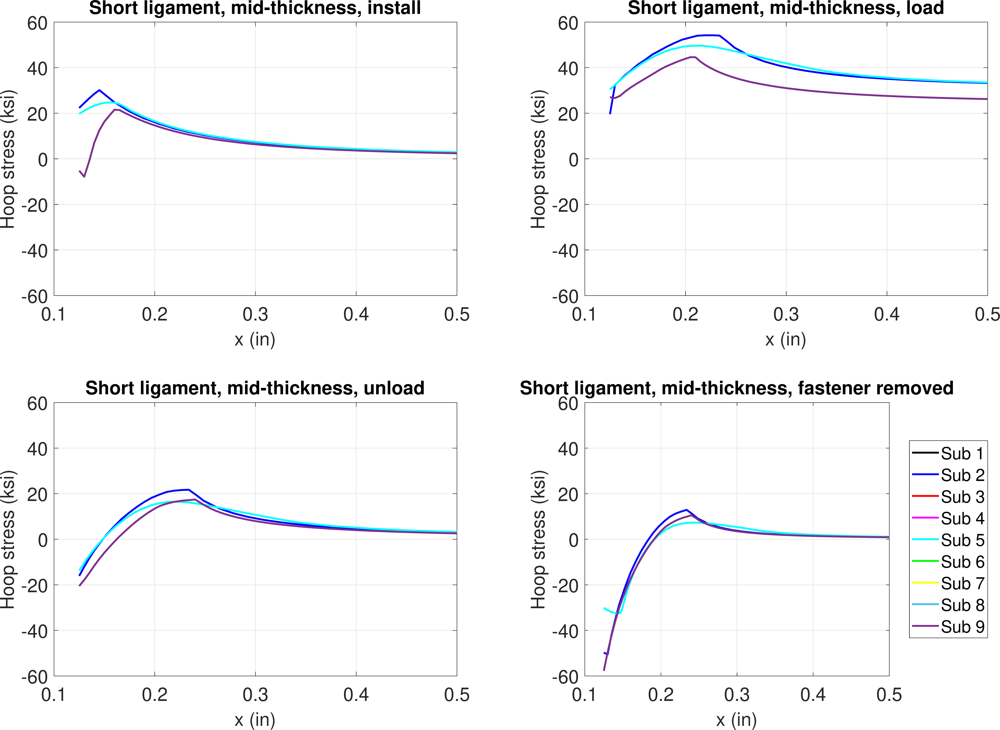 Short ligament, mid-thickness, install
60
40
20
0
-20
-40
-60
0.1
0.2
0.3
0.4
0.5
Hoop stress (ksi)
x (in)
Short ligament, mid-thickness, load
60
40
20
0
-20
-40
-60
0.1
0.2
0.3
0.4
0.5
Hoop stress (ksi)
x (in)
Short ligament, mid-thickness, unload
60
40
20
0
-20
-40
-60
0.1
0.2
0.3
0.4
0.5
Hoop stress (ksi)
x (in)
Short ligament, mid-thickness, fastener removed
60
40
20
0
-20
-40
-60
0.1
0.2
0.3
0.4
0.5
Hoop stress (ksi)
x (in)
Sub 1
Sub 2
Sub 3
Sub 4
Sub 5
Sub 6
Sub 7
Sub 8
Sub 9